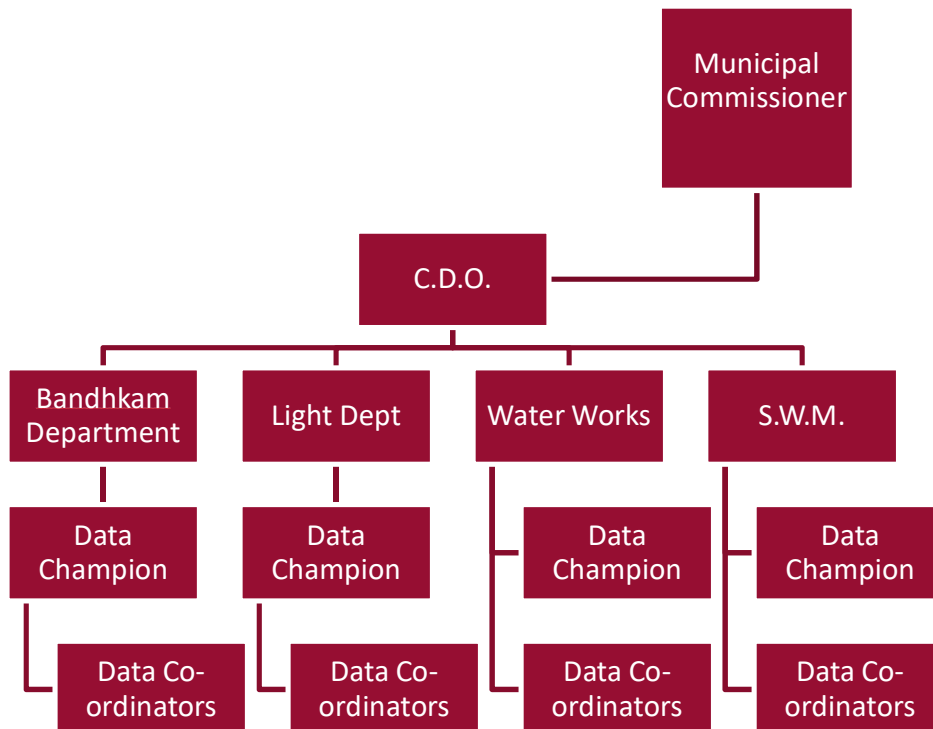 Municipal
Commissioner
C.D.O.
Bandhkam
Department
Light Dept
Water Works
S.W.M.
Data
Champion
Data
Champion
Data
Champion
Data
Champion
Data Co-
ordinators
Data Co-
ordinators
Data Co-
ordinators
Data Co-
ordinators